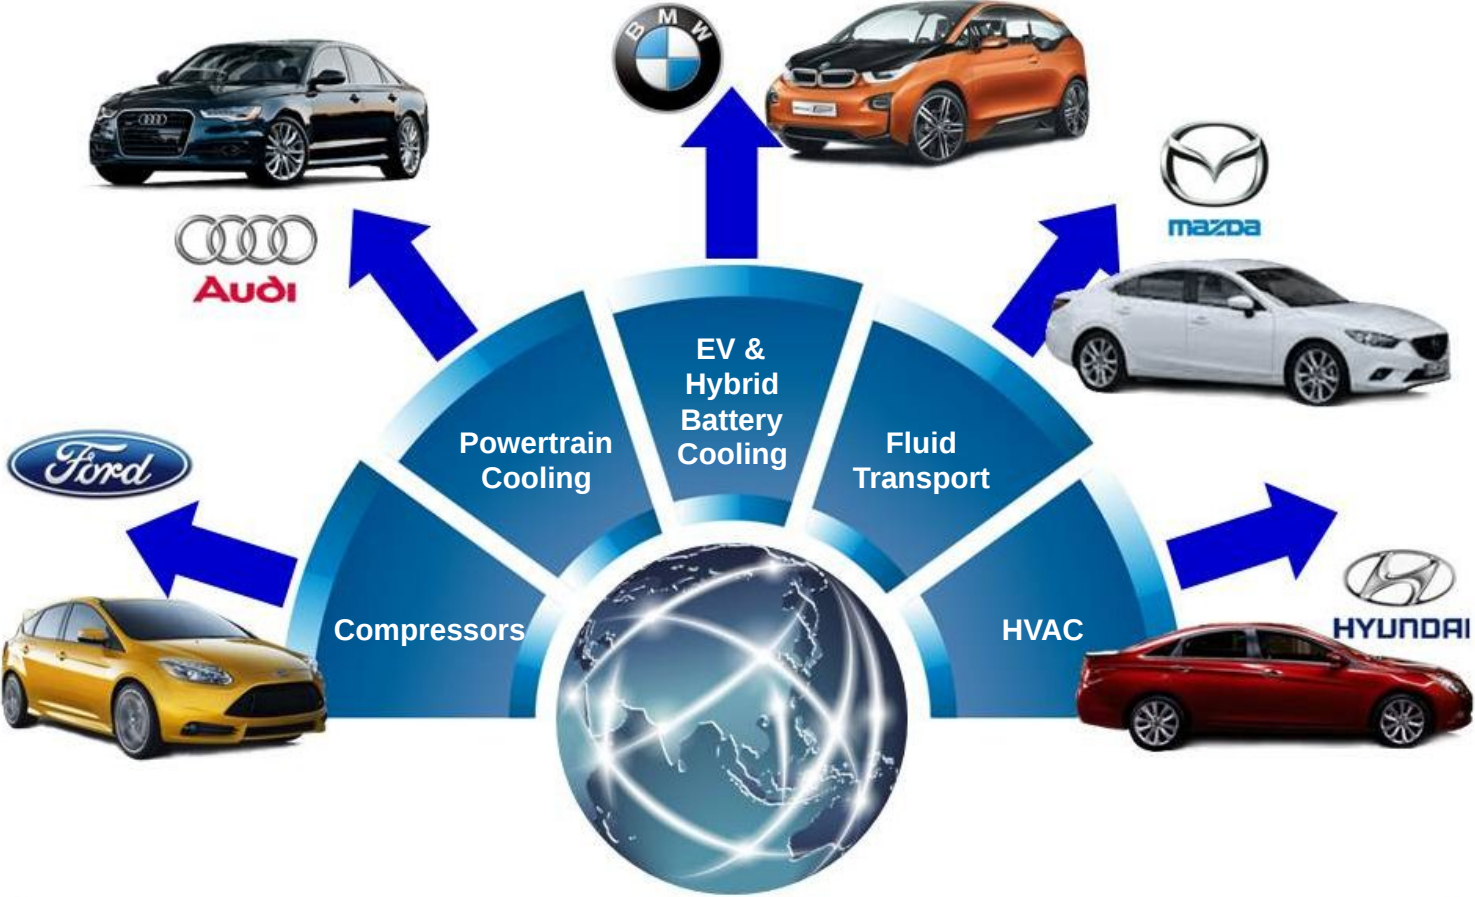 BMW
mazda
Audi
EV &
Hybrid
Battery
Cooling
Powertrain
Cooling
Fluid
Transport
Ford
HYUNDAI
Compressors
HVAC